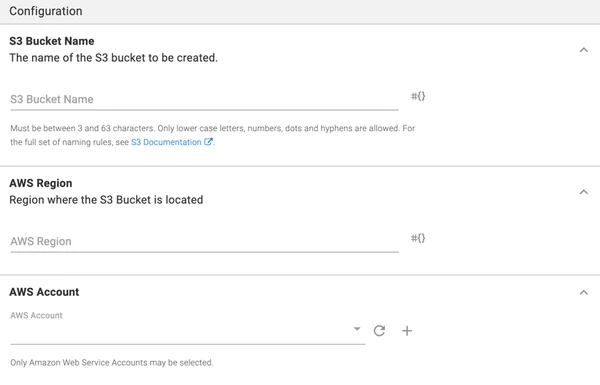 Configuration
S3 Bucket Name
The name of the S3 bucket to be created.
S3 Bucket Name
#{}
Must be between 3 and 63 characters. Only lower case letters, numbers, dots and hyphens are allowed. For
the full set of naming rules, see S3 Documentation.
AWS Region
Region where the S3 Bucket is located
AWS Region
#{}
AWS Account
AWS Account
Only Amazon Web Service Accounts may be selected.